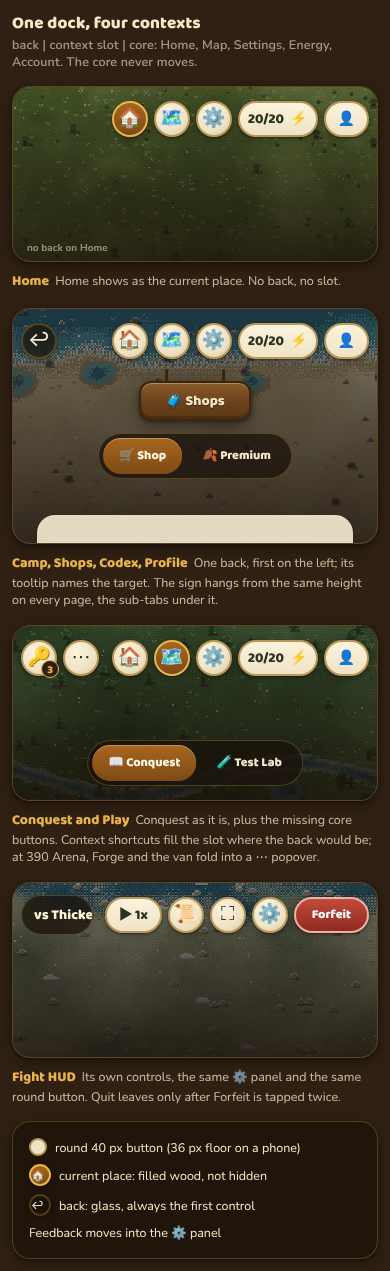 One dock, four contexts
back | context slot | core: Home, Map, Settings, Energy,
Account. The core never moves.
20/20
no back on Home
Home Home shows as the current place. No back, no slot.
20/20
Shops
Shop Premium
Camp, Shops, Codex, Profile One back, first on the left; its
tooltip names the target. The sign hangs from the same height
on every page, the sub-tabs under it.
3 ⋯ 20/20
Conquest Test Lab
Conquest and Play Conquest as it is, plus the missing core
buttons. Context shortcuts fill the slot where the back would be;
at 390 Arena, Forge and the van fold into a ⋯ popover.
vs Thicke ▶ 1x Forfeit
Fight HUD Its own controls, the same ⚙️ panel and the same
round button. Quit leaves only after Forfeit is tapped twice.
round 40 px button (36 px floor on a phone)
current place: filled wood, not hidden
back: glass, always the first control
Feedback moves into the ⚙️ panel